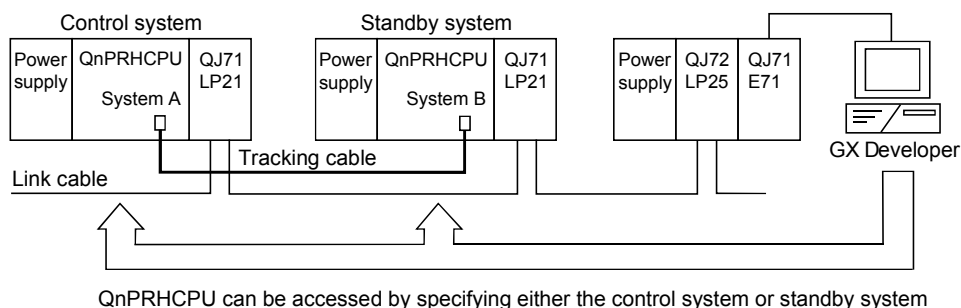 Control system
Standby system
Power supply
QnPRHCPU
System A
QJ71
LP21
Power supply
QnPRHCPU
System B
QJ71
LP21
Power supply
QJ72
LP25
QJ71
E71
GX Developer
Tracking cable
Link cable
QnPRHCPU can be accessed by specifying either the control system or standby system